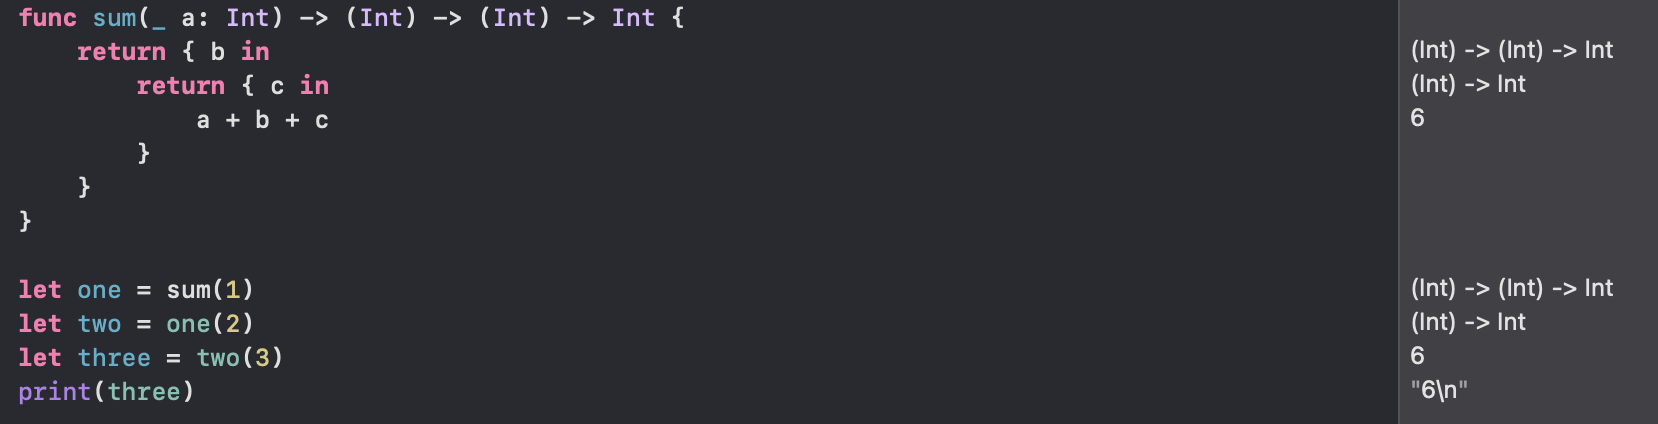 func sum(_ a: Int) -> (Int) -> (Int) -> Int {
    return { b in
        return { c in
            a + b + c
        }
    }
}

let one = sum(1)
let two = one(2)
let three = two(3)
print(three)
(Int) -> (Int) -> Int
(Int) -> Int
6
(Int) -> (Int) -> Int
(Int) -> Int
6
"6\n"